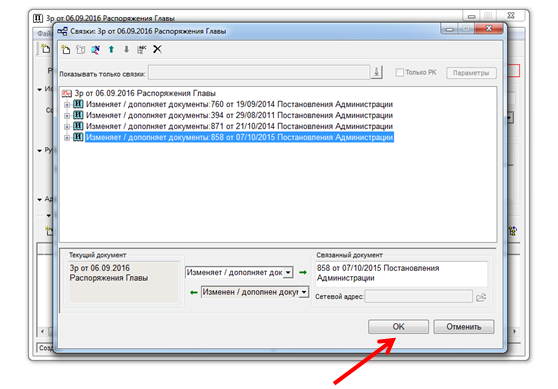 3р от 06.09.2016 Распоряжения Главы
Связки: 3р от 06.09.2016 Распоряжения Главы
Показывать только связки:
Только РК
Параметры
3р от 06.09.2016 Распоряжения Главы
Изменяет / дополняет документы:760 от 19/09/2014 Постановления Администрации
Изменяет / дополняет документы:394 от 29/08/2011 Постановления Администрации
Изменяет / дополняет документы:871 от 21/10/2014 Постановления Администрации
Изменяет / дополняет документы:858 от 07/10/2015 Постановления Администрации
Текущий документ
3р от 06.09.2016
Распоряжения Главы
Изменяет / дополняет док
Изменен / дополнен докут
Связанный документ
858 от 07/10/2015 Постановления
Администрации
Сетевой адрес:
OK
Отменить